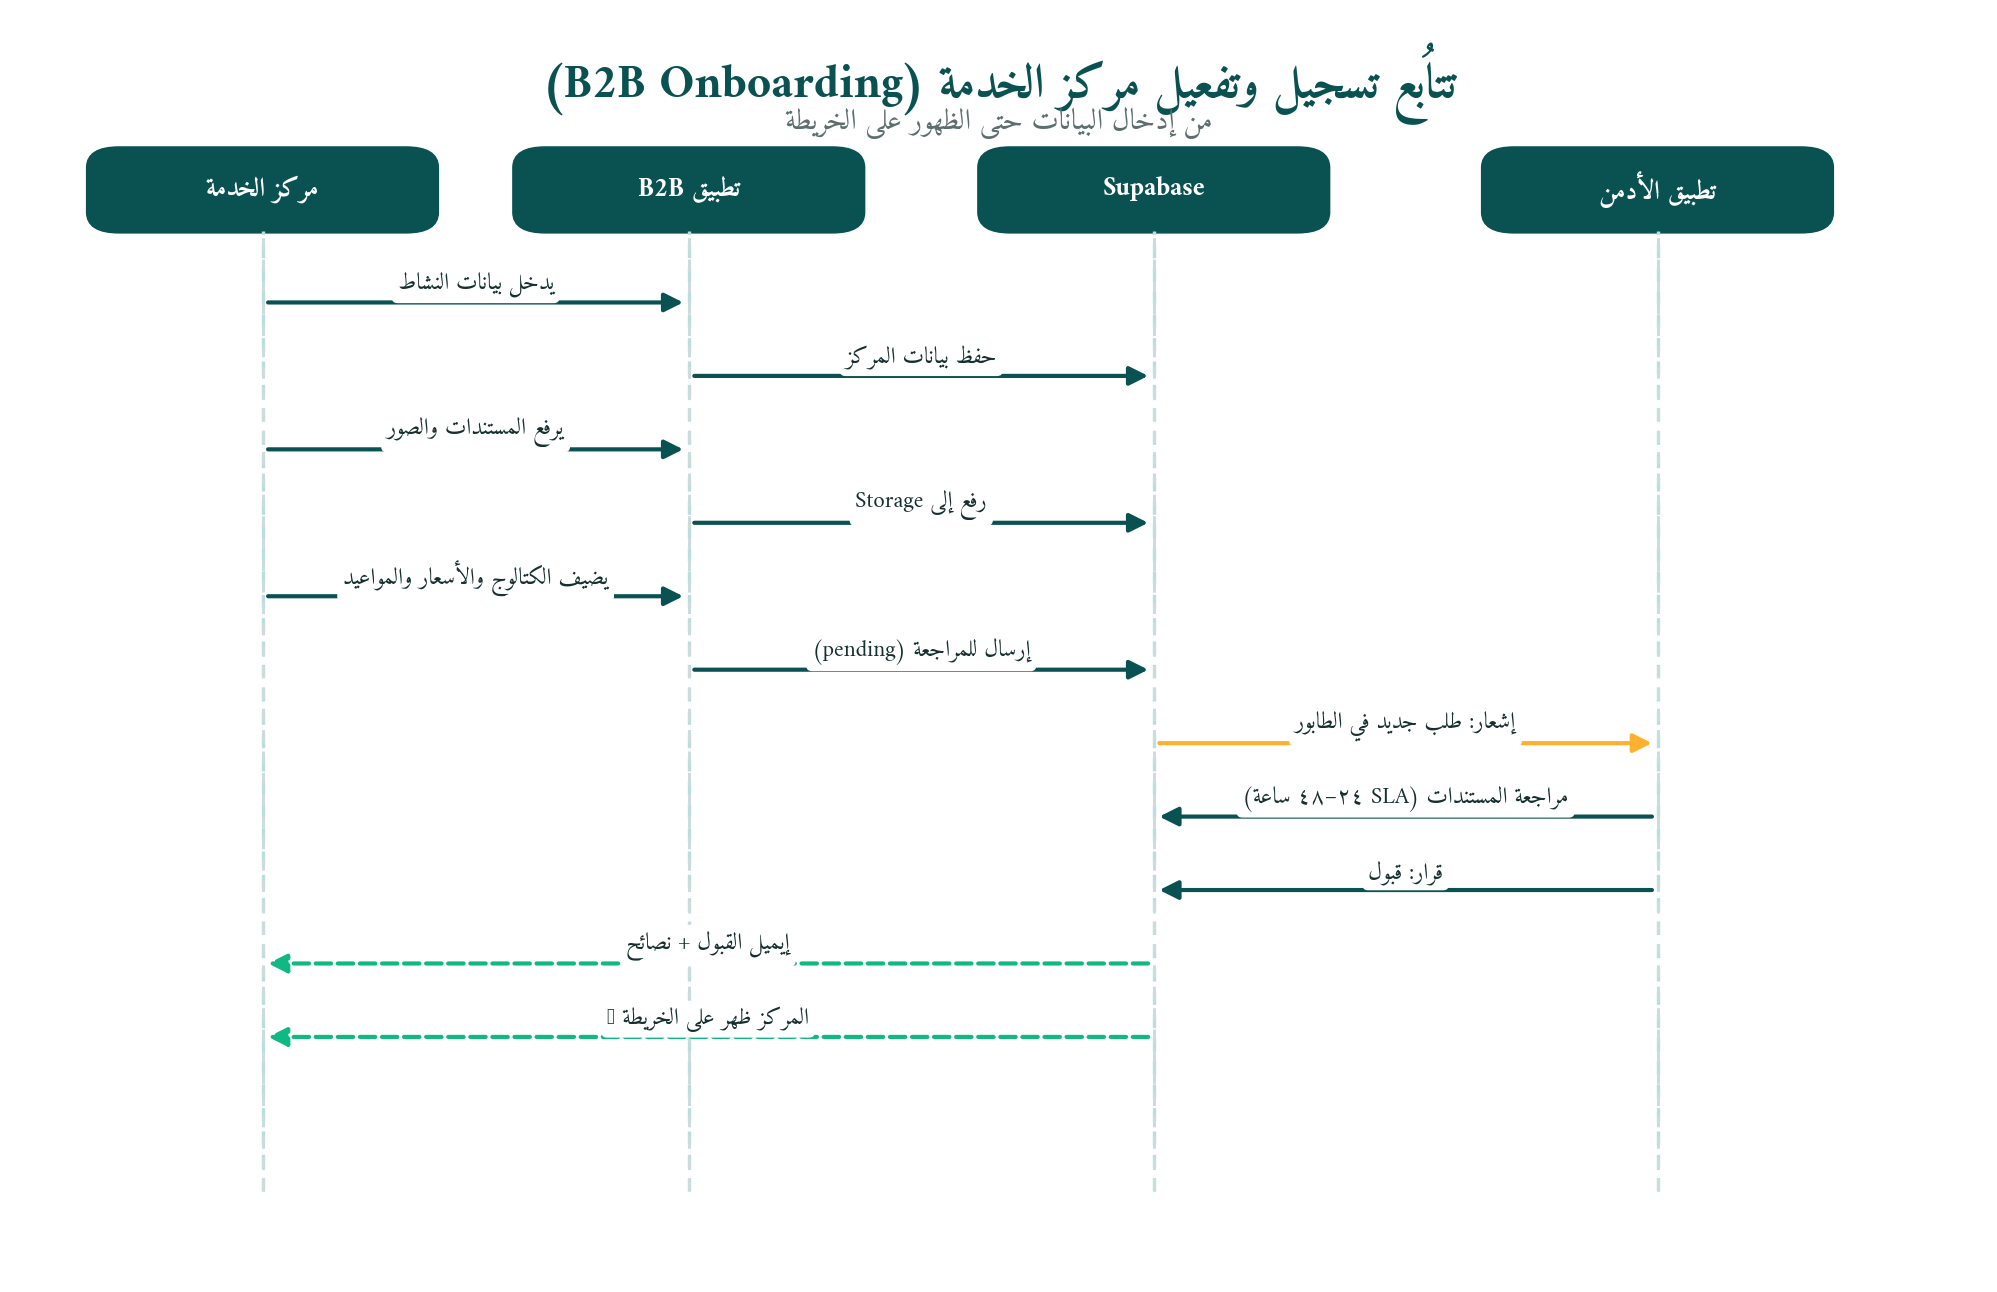 تتاُبع تسجيل وتفعيل مركز الخدمة (B2B Onboarding)
من إدخال البيانات حتى الظهور على الخريطة
مركز الخدمة
تطبيق B2B
Supabase
تطبيق الأدمن
يدخل بيانات النشاط
حفظ بيانات المركز
يرفع المستندات والصور
رفع إلى Storage
يضيف الكتالوج والأسعار والمواعيد
إرسال للمراجعة (pending)
إشعار: طلب جديد في الطابور
مراجعة المستندات (SLA ٢٤–٤٨ ساعة)
قرار: قبول
إيميل القبول + نصائح
المركز ظهر على الخريطة